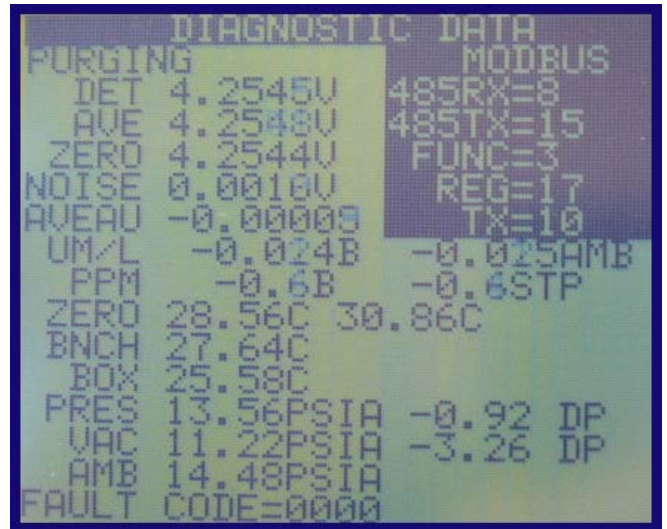 DIAGNOSTIC DATA
PURGING MODBUS
DET 4.2545V 485RX=8
AVE 4.2548V 485TX=15
ZERO 4.2544V FUNC=3
NOISE 0.0010V REG=17
AVEAU -0.00009 TX=10
UM/L -0.024B -0.025AMB
PPM -0.6B -0.6STP
ZERO 28.56C 30.86C
BNCH 27.64C
BOX 25.58C
PRES 13.56PSIA -0.92 DP
VAC 11.22PSIA -3.26 DP
AMB 14.48PSIA
FAULT CODE=0000